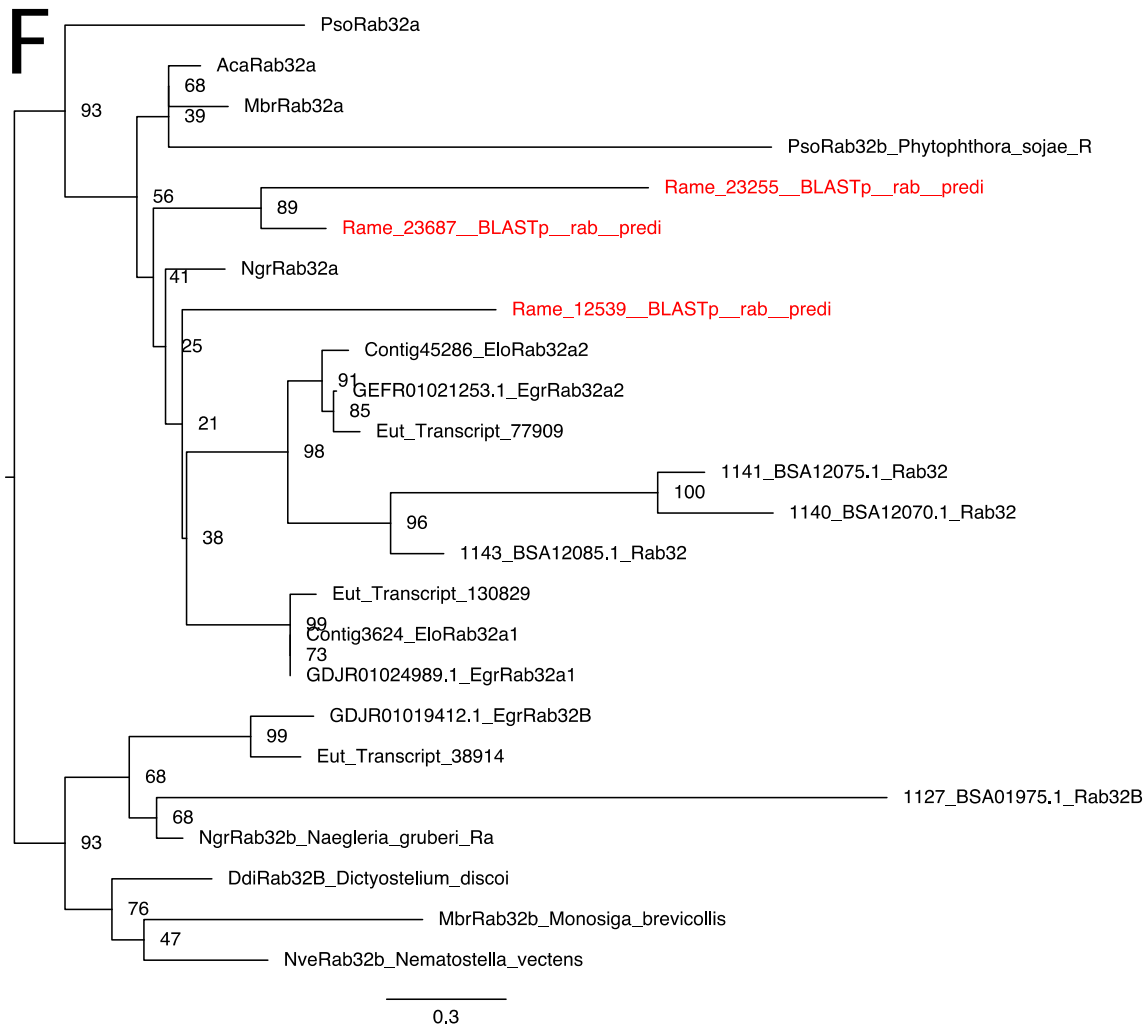 F
PsoRab32a
AcaRab32a
68
MbrRab32a
93
39
PsoRab32b_Phytophthora_sojae_R
Rame_23255__BLASTp__rab__predi
56
89
Rame_23687__BLASTp__rab__predi
NgrRab32a
41
Rame_12539__BLASTp__rab__predi
25
Contig45286_EloRab32a2
91
GEFR01021253.1_EgrRab32a2
85
21
Eut_Transcript_77909
98
1141_BSA12075.1_Rab32
100
1140_BSA12070.1_Rab32
96
38
1143_BSA12085.1_Rab32
Eut_Transcript_130829
99
Contig3624_EloRab32a1
73
GDJR01024989.1_EgrRab32a1
GDJR01019412.1_EgrRab32B
99
Eut_Transcript_38914
68
1127_BSA01975.1_Rab32B
68
NgrRab32b_Naegleria_gruberi_Ra
93
DdiRab32B_Dictyostelium_discoi
76
MbrRab32b_Monosiga_brevicollis
47
NveRab32b_Nematostella_vectens
0.3